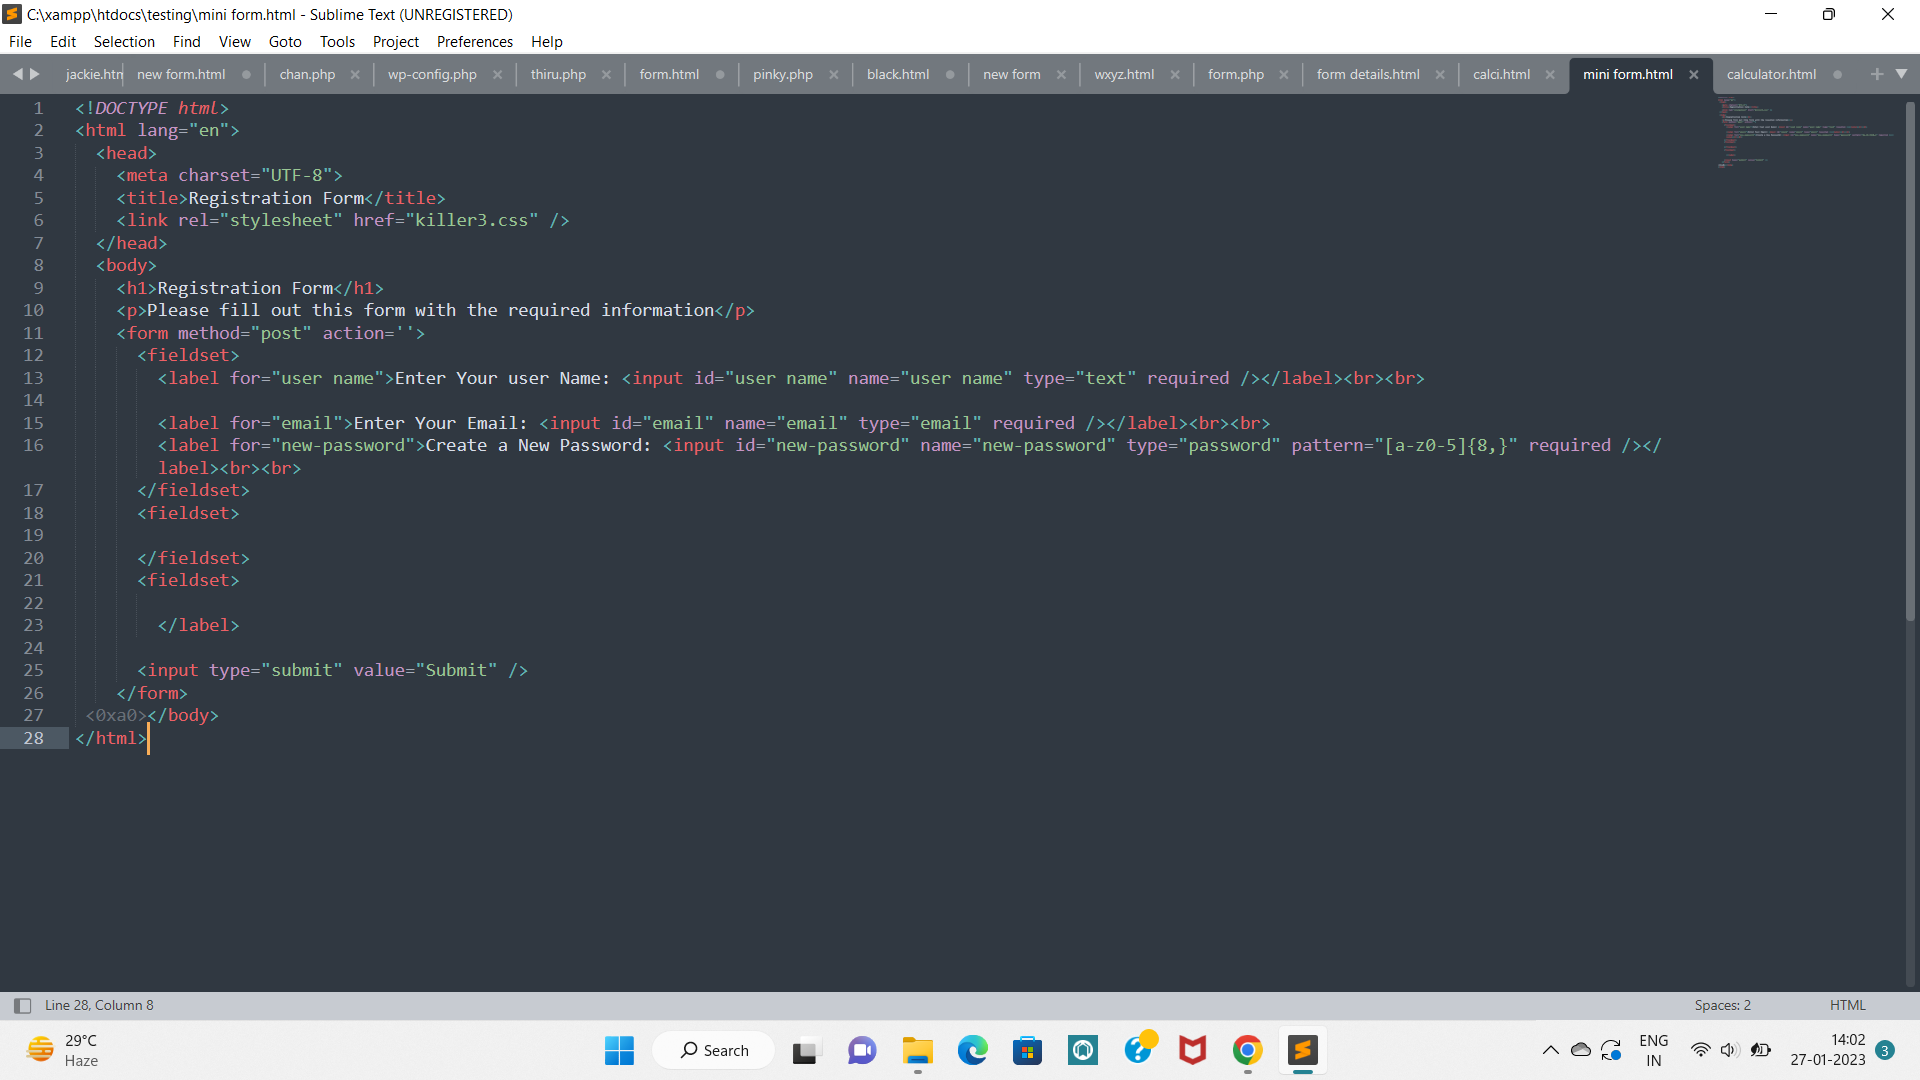 C:\xampp\htdocs\testing\mini form.html - Sublime Text (UNREGISTERED)
File Edit Selection Find View Goto Tools Project Preferences Help
jackie.htm new form.html chan.php wp-config.php thiru.php form.html pinky.php black.html new form wxyz.html form.php form details.html calci.html mini form.html calculator.html
1 <!DOCTYPE html>
2 <html lang="en">
3 <head>
4 <meta charset="UTF-8">
5 <title>Registration Form</title>
6 <link rel="stylesheet" href="killer3.css" />
7 </head>
8 <body>
9 <h1>Registration Form</h1>
10 <p>Please fill out this form with the required information</p>
11 <form method="post" action=''>
12 <fieldset>
13 <label for="user name">Enter Your user Name: <input id="user name" name="user name" type="text" required /></label><br><br>
14
15 <label for="email">Enter Your Email: <input id="email" name="email" type="email" required /></label><br><br>
16 <label for="new-password">Create a New Password: <input id="new-password" name="new-password" type="password" pattern="[a-z0-5]{8,}" required /></
label><br><br>
17 </fieldset>
18 <fieldset>
19
20 </fieldset>
21 <fieldset>
22
23 </label>
24
25 <input type="submit" value="Submit" />
26 </form>
27 <0xa0></body>
28 </html>
Line 28, Column 8 Spaces: 2 HTML
29°C
Haze
Search
ENG
IN
14:02
27-01-2023
3